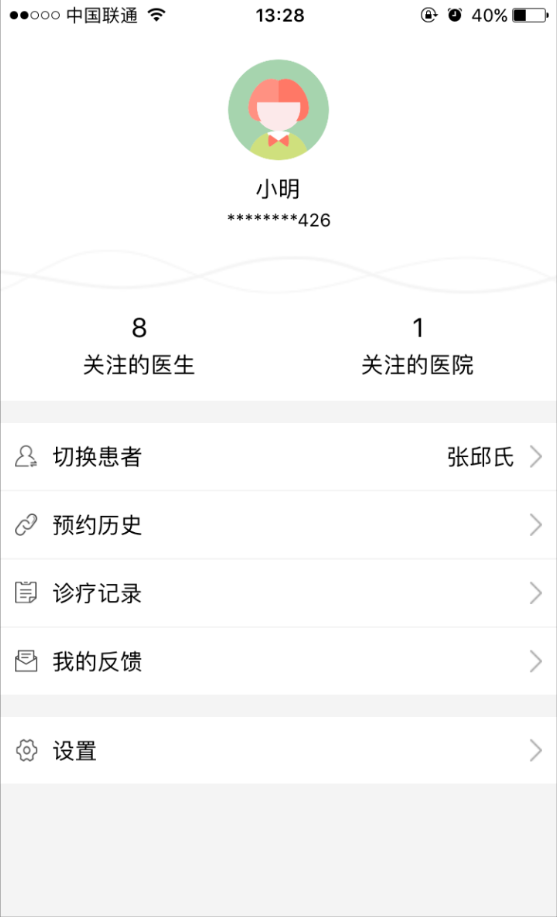 中国联通 13:28 40%
小明
********426
8 1
关注的医生 关注的医院
切换患者 张邱氏
预约历史
诊疗记录
我的反馈
设置